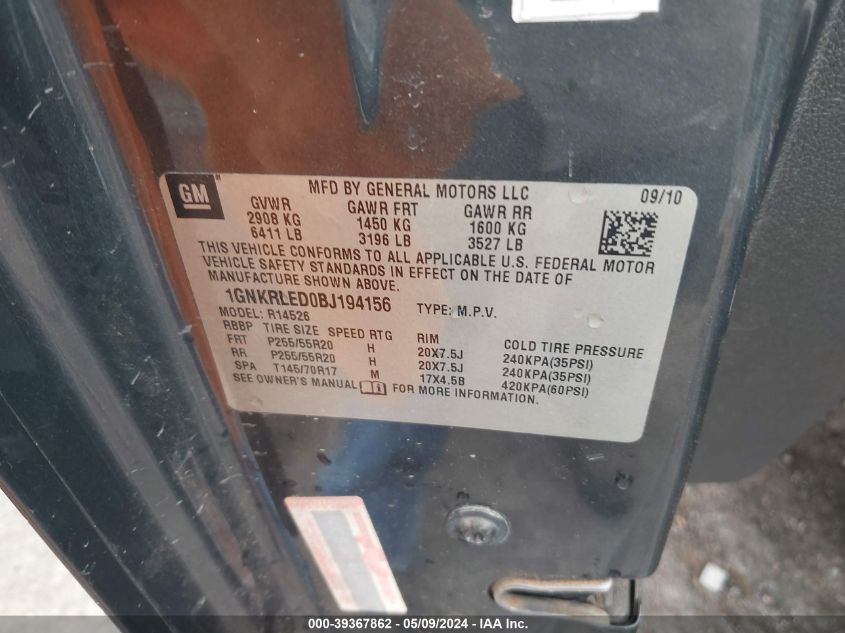 GM
MFD BY GENERAL MOTORS LLC 09/10
GVWR GAWR FRT GAWR RR
2908 KG 1450 KG 1600 KG
6411 LB 3196 LB 3527 LB
THIS VEHICLE CONFORMS TO ALL APPLICABLE U.S. FEDERAL MOTOR
VEHICLE SAFETY STANDARDS IN EFFECT ON THE DATE OF
MANUFACTURE SHOWN ABOVE.
1GNKRLED0BJ194156 TYPE: M.P.V.
MODEL: R14526
RBBP TIRE SIZE SPEED RTG RIM COLD TIRE PRESSURE
FRT P255/55R20 H 20X7.5J 240KPA(35PSI)
RR P255/55R20 H 20X7.5J 240KPA(35PSI)
SPA T145/70R17 M 17X4.5B 420KPA(60PSI)
SEE OWNER'S MANUAL FOR MORE INFORMATION.
000-39367862 - 05/09/2024 - IAA Inc.